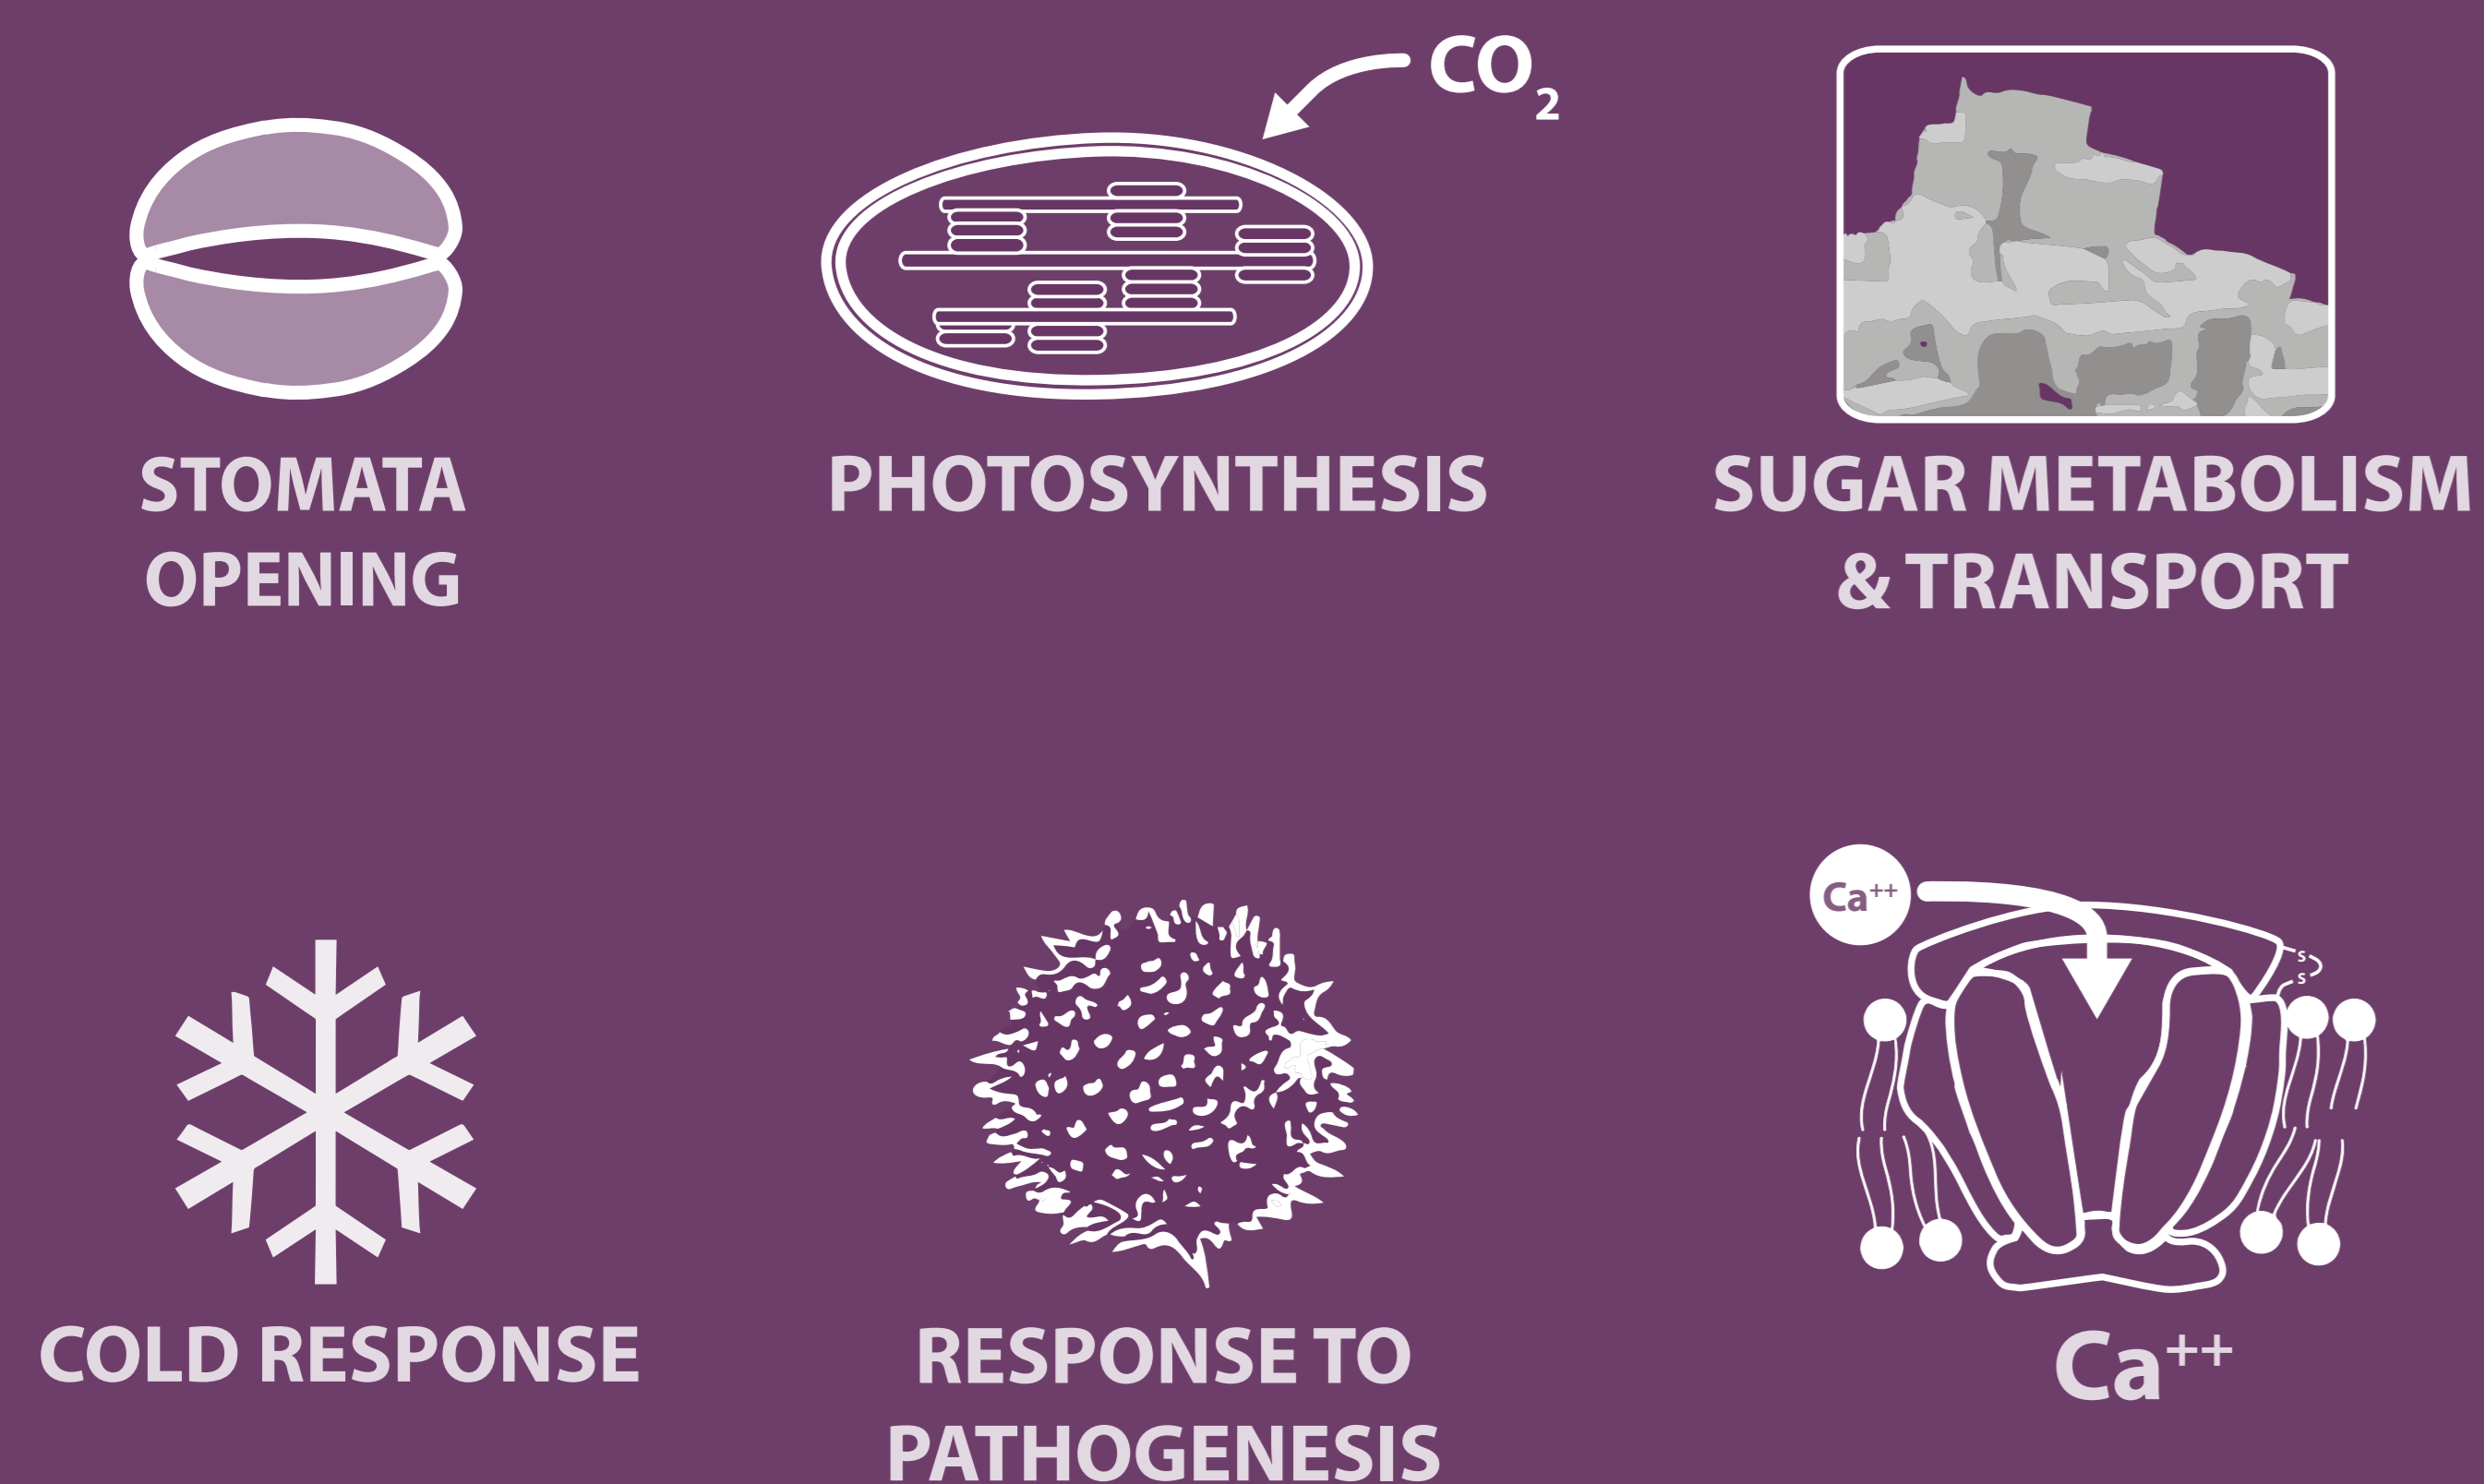 CO₂
STOMATA
OPENING
PHOTOSYNTHESIS
SUGAR METABOLISM
& TRANSPORT
Ca⁺⁺
S
S
COLD RESPONSE
RESPONSE TO
PATHOGENESIS
Ca⁺⁺